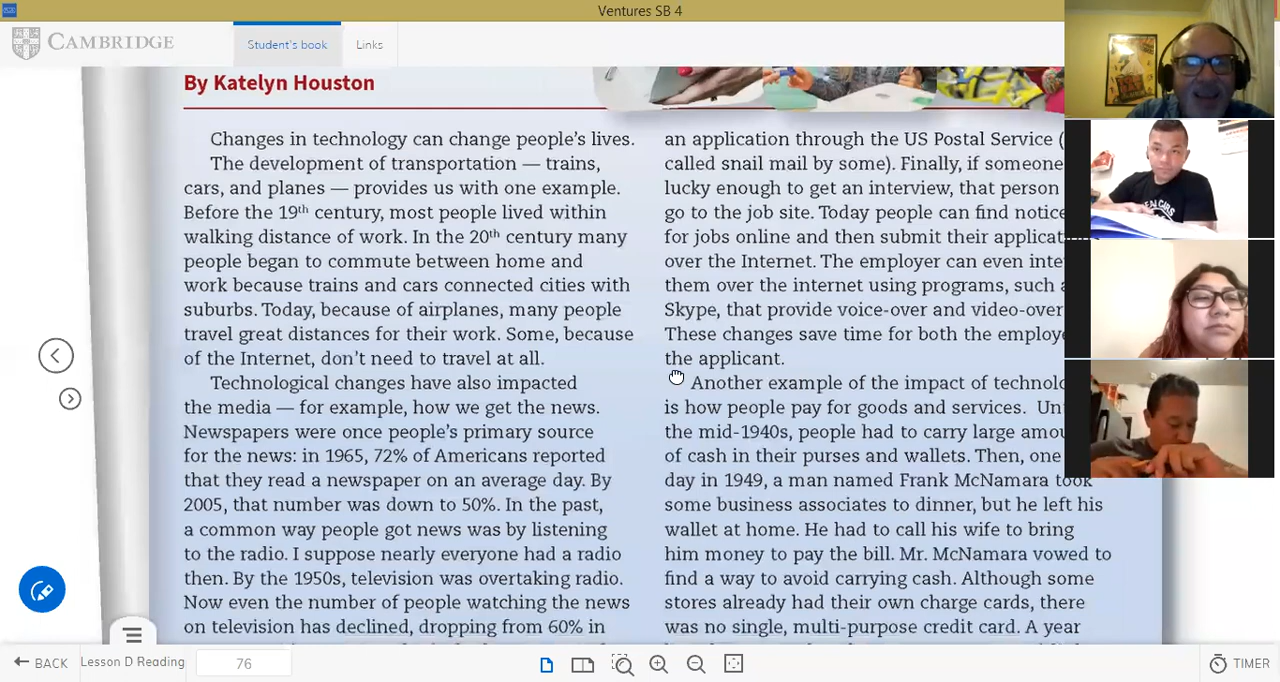 Ventures SB 4
CAMBRIDGE
Student's book
Links
By Katelyn Houston
Changes in technology can change people's lives.
The development of transportation — trains,
cars, and planes — provides us with one example.
Before the 19th century, most people lived within
walking distance of work. In the 20th century many
people began to commute between home and
work because trains and cars connected cities with
suburbs. Today, because of airplanes, many people
travel great distances for their work. Some, because
of the Internet, don't need to travel at all.
Technological changes have also impacted
the media — for example, how we get the news.
Newspapers were once people's primary source
for the news: in 1965, 72% of Americans reported
that they read a newspaper on an average day. By
2005, that number was down to 50%. In the past,
a common way people got news was by listening
to the radio. I suppose nearly everyone had a radio
then. By the 1950s, television was overtaking radio.
Now even the number of people watching the news
on television has declined, dropping from 60% in
an application through the US Postal Service (
called snail mail by some). Finally, if someone
lucky enough to get an interview, that person
go to the job site. Today people can find notice
for jobs online and then submit their applicat
over the Internet. The employer can even inte
them over the internet using programs, such a
Skype, that provide voice-over and video-over
These changes save time for both the employe
the applicant.
Another example of the impact of technolo
is how people pay for goods and services. Un
the mid-1940s, people had to carry large amou
of cash in their purses and wallets. Then, one
day in 1949, a man named Frank McNamara took
some business associates to dinner, but he left his
wallet at home. He had to call his wife to bring
him money to pay the bill. Mr. McNamara vowed to
find a way to avoid carrying cash. Although some
stores already had their own charge cards, there
was no single, multi-purpose credit card. A year
BACK
Lesson D Reading
76
TIMER